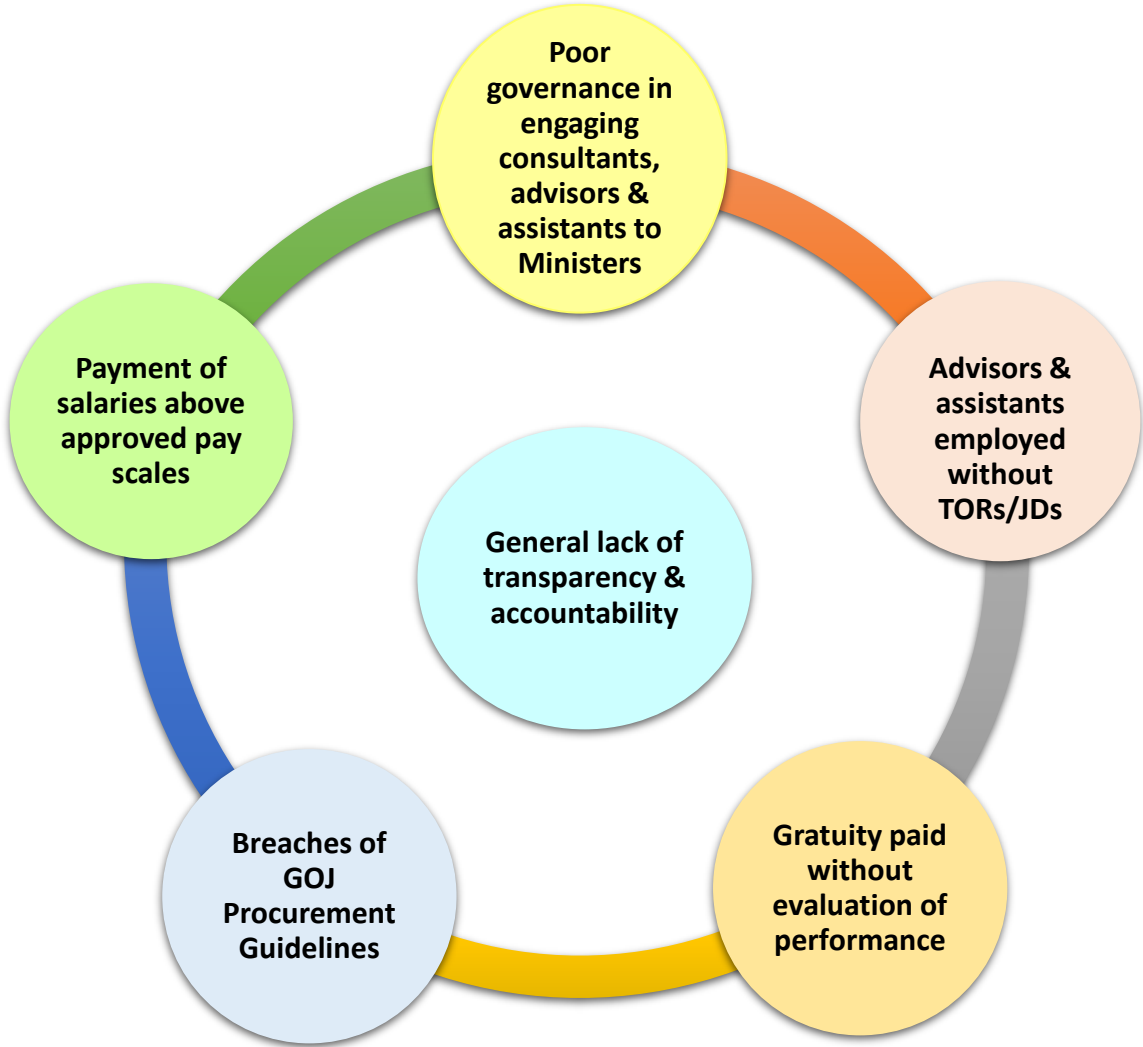 Poor
governance in
engaging
consultants,
advisors &
assistants to
Ministers
Advisors &
assistants
employed
without
TORs/JDs
Gratuity paid
without
evaluation of
performance
Breaches of
GOJ
Procurement
Guidelines
Payment of
salaries above
approved pay
scales
General lack of
transparency &
accountability